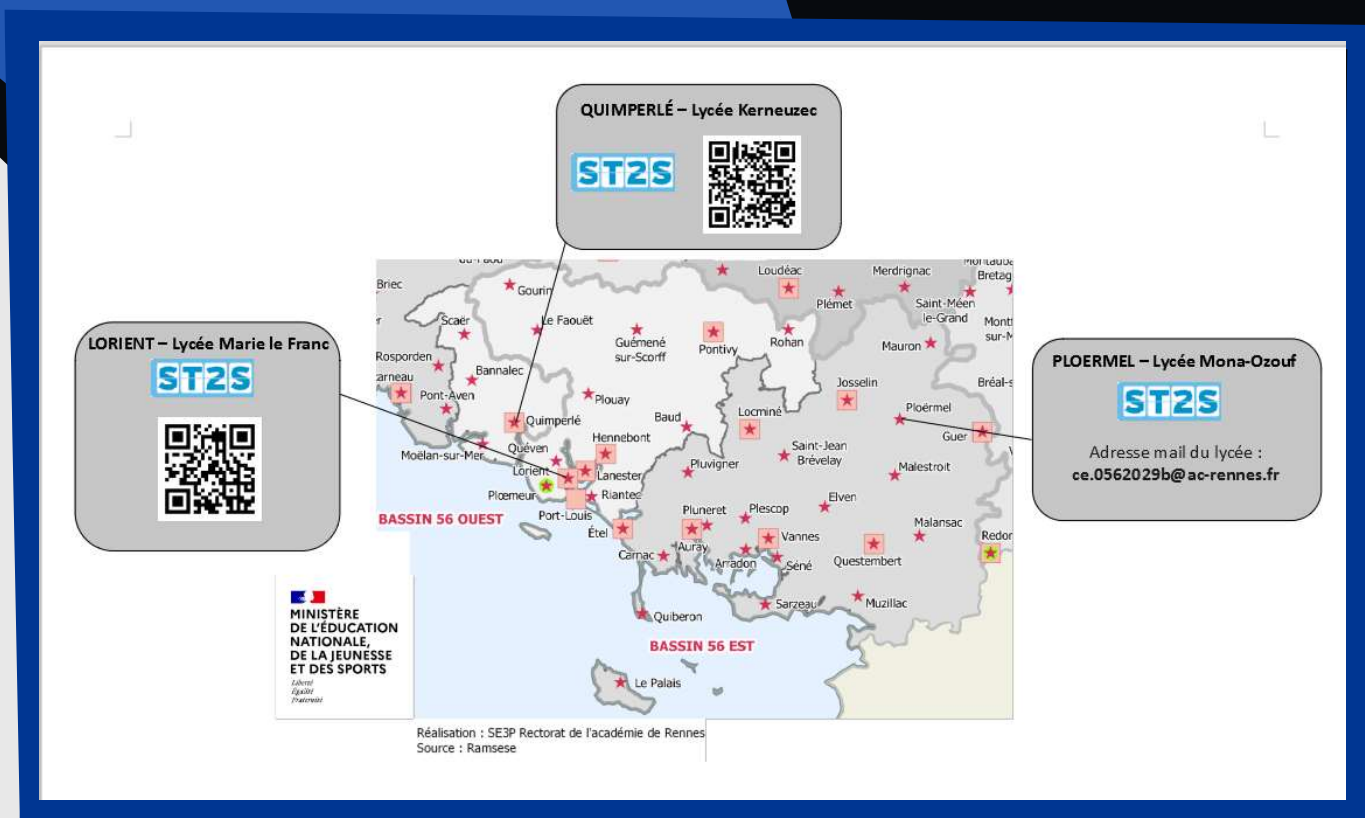 QUIMPERLÉ – Lycée Kerneuzec
ST2S
LORIENT – Lycée Marie le Franc
ST2S
PLOERMEL – Lycée Mona-Ozouf
ST2S
Adresse mail du lycée :
ce.0562029b@ac-rennes.fr
Briec
Gourin
Loudéac
Merdrignac
Plémet
Saint-Méen
le-Grand
Scaër
Le Faouët
Guémené
sur-Scorff
Pontivy
Rohan
Mauron
Rosporden
Bannalec
Josselin
Pont-Aven
Plouay
Baud
Locminé
Ploërmel
Quimperlé
Guer
Hennebont
Moëlan-sur-Mer
Quéven
Saint-Jean
Brévelay
Lorient
Lanester
Pluvigner
Malestroit
Plœmeur
Riantec
Elven
Port-Louis
Pluneret
Plescop
BASSIN 56 OUEST
Étel
Vannes
Malansac
Carnac
Auray
Arradon
Séné
Questembert
Sarzeau
Muzillac
Quiberon
BASSIN 56 EST
Le Palais
MINISTÈRE
DE L'ÉDUCATION
NATIONALE,
DE LA JEUNESSE
ET DES SPORTS
Liberté
Égalité
Fraternité
Réalisation : SE3P Rectorat de l'académie de Rennes
Source : Ramsese